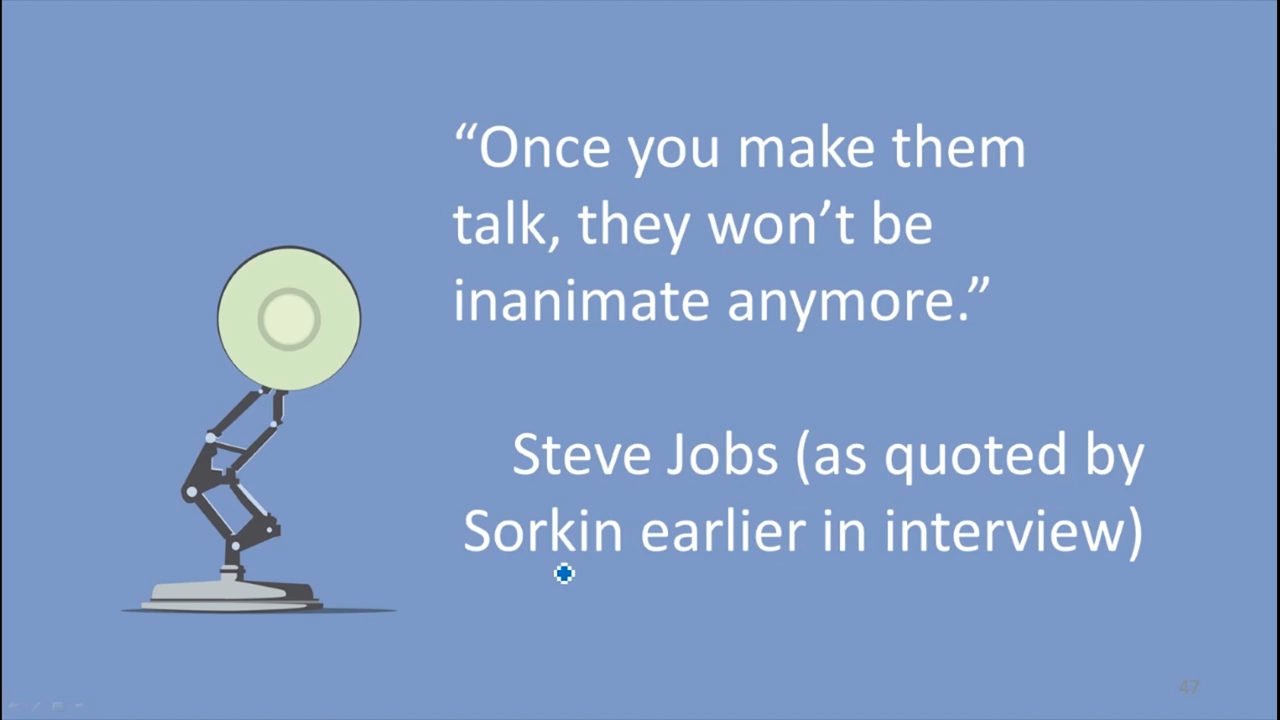 “Once you make them
talk, they won’t be
inanimate anymore.”
Steve Jobs (as quoted by
Sorkin earlier in interview)
47